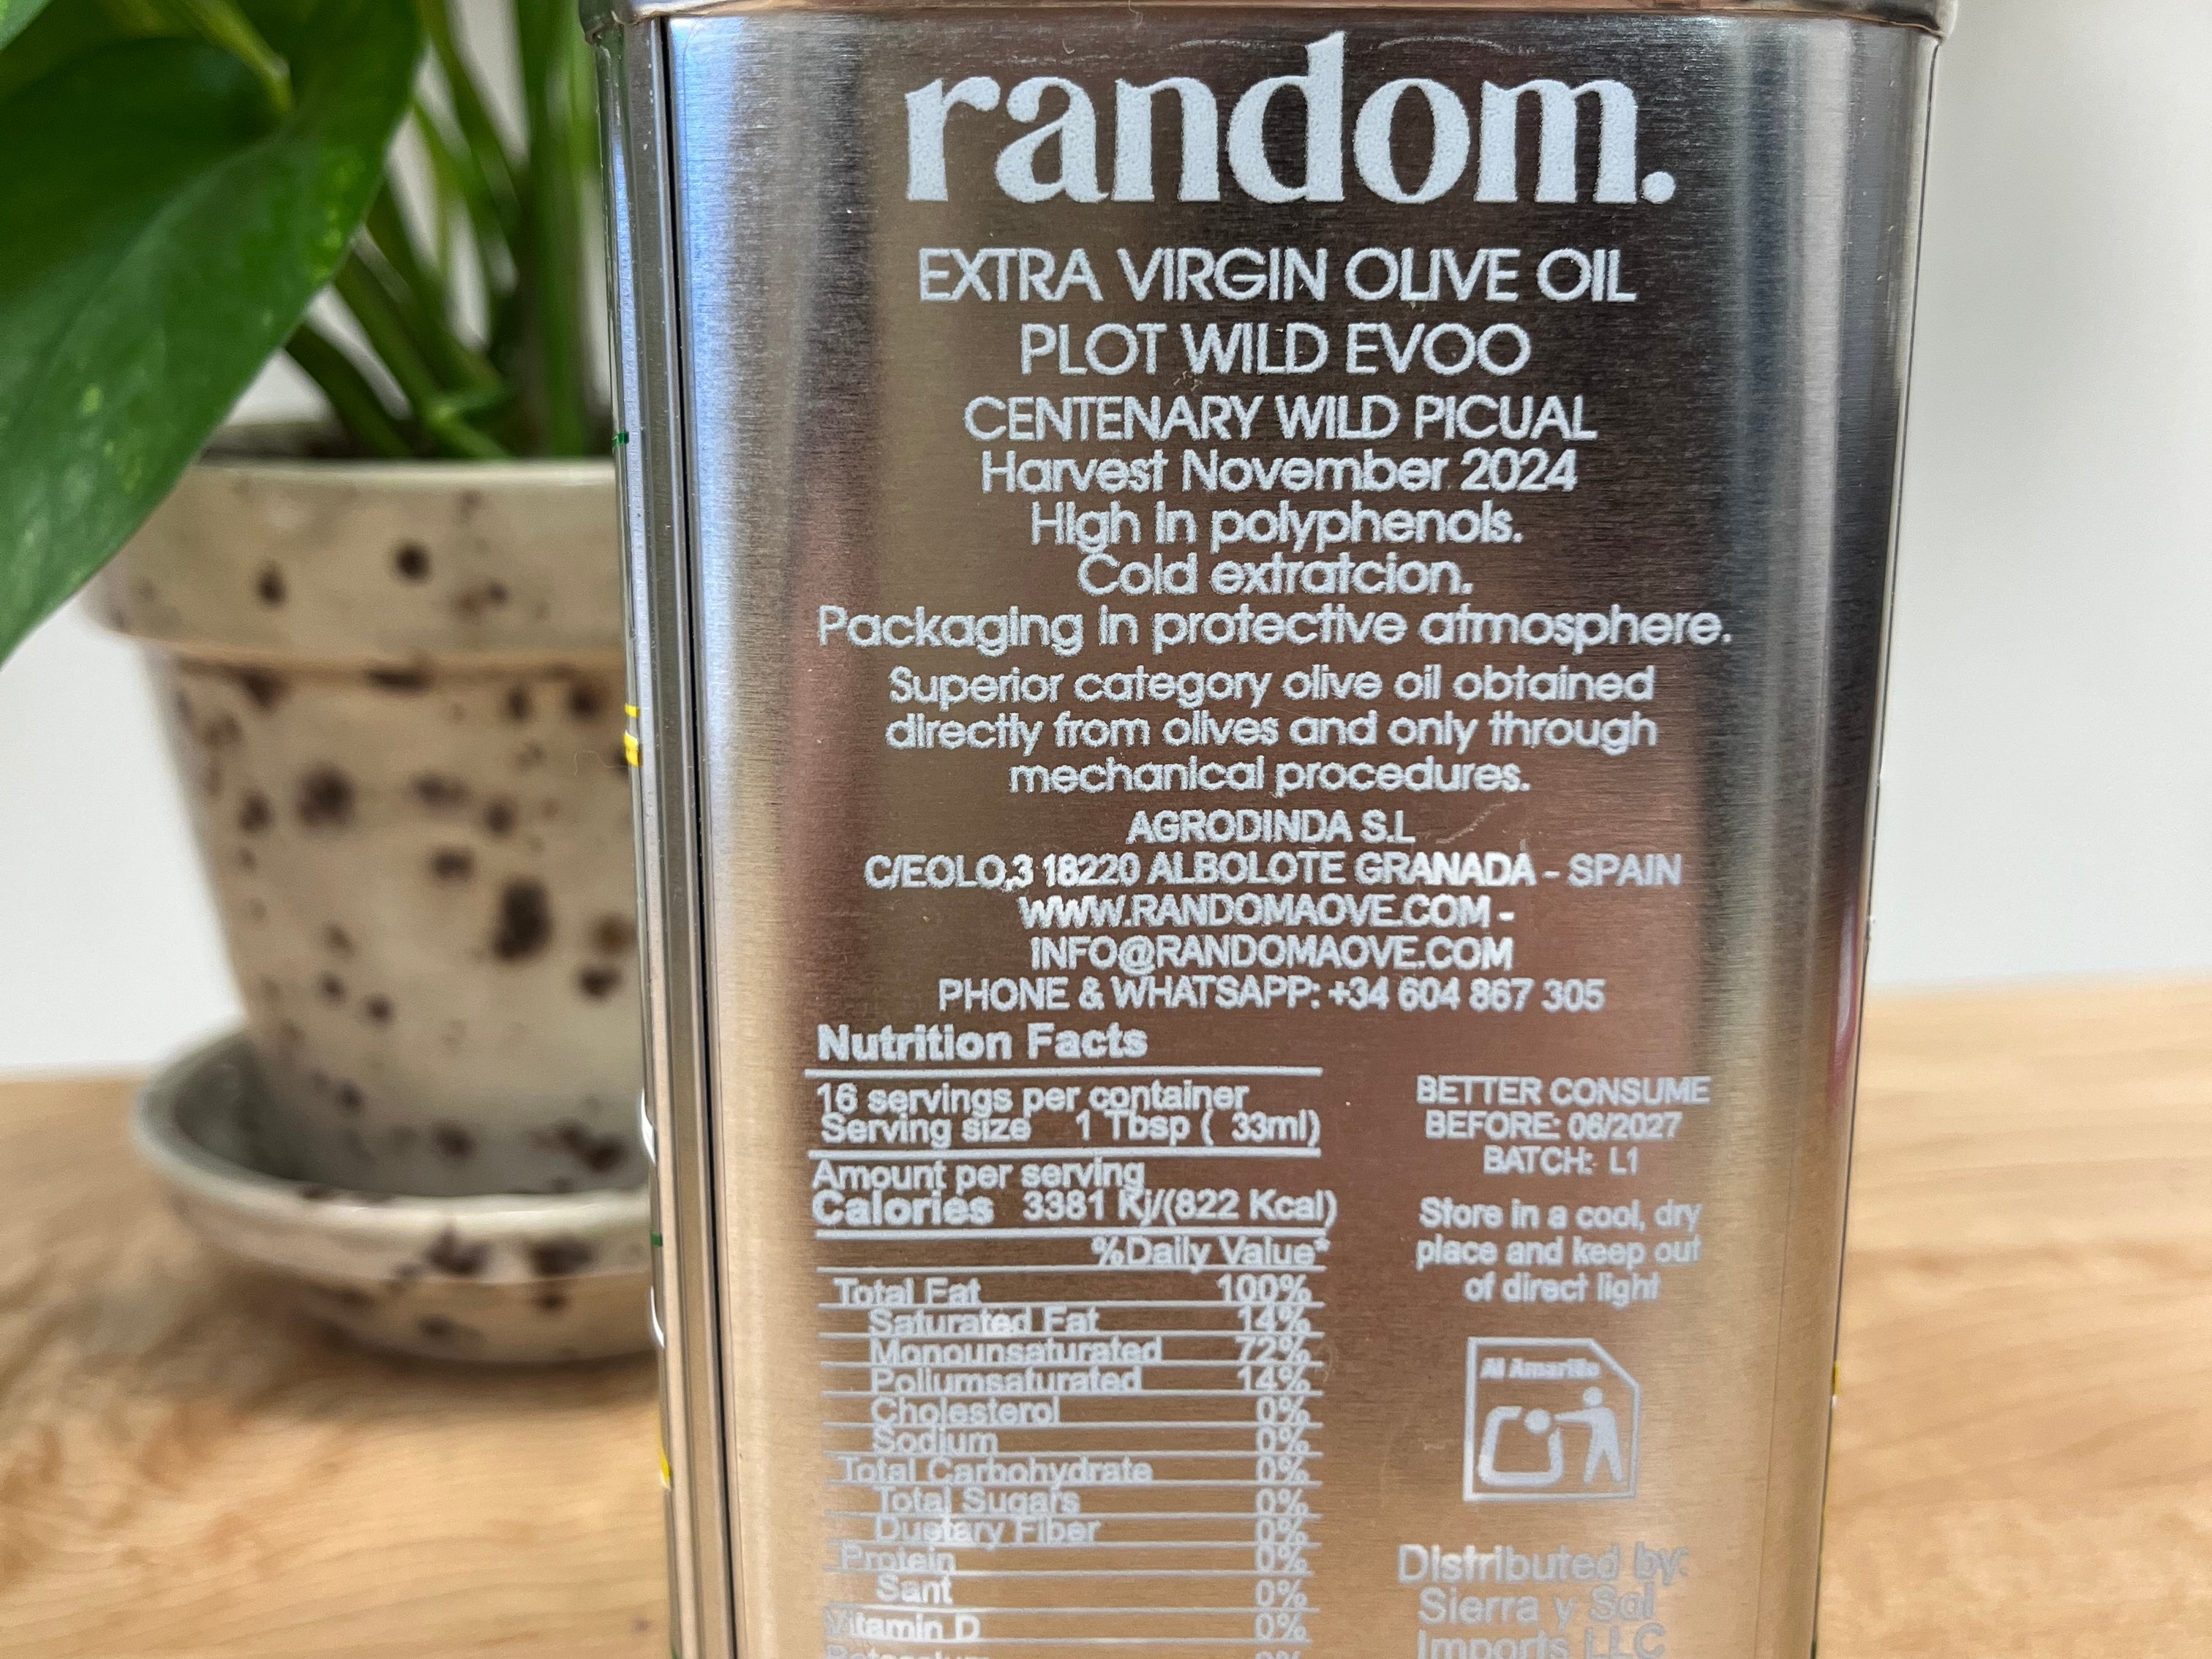 random.
EXTRA VIRGIN OLIVE OIL
PLOT WILD EVOO
CENTENARY WILD PICUAL
Harvest November 2024
High in polyphenols.
Cold extratcion.
Packaging in protective atmosphere.
Superior category olive oil obtained
directly from olives and only through
mechanical procedures.
AGRODINDA S.L
C/EOLO,3 18220 ALBOLOTE GRANADA - SPAIN
WWW.RANDOMAOVE.COM -
INFO@RANDOMAOVE.COM
PHONE & WHATSAPP: +34 604 867 305
Nutrition Facts
16 servings per container
Serving size 1 Tbsp ( 33ml)
Amount per serving
Calories 3381 Kj/(822 Kcal)
%Daily Value*
Total Fat 100%
Saturated Fat 14%
Monounsaturated 72%
Poliumsaturated 14%
Cholesterol 0%
Sodium 0%
Total Carbohydrate 0%
Total Sugars 0%
Duetary Fiber 0%
Protein 0%
Sant 0%
Vitamin D 0%
BETTER CONSUME
BEFORE: 06/2027
BATCH: L1
Store in a cool, dry
place and keep out
of direct light
Al Amarillo
Distributed by:
Sierra y Sol
Imports LLC